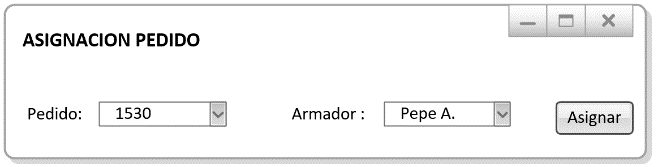 ASIGNACION PEDIDO
Pedido: 1530 Armador : Pepe A. Asignar